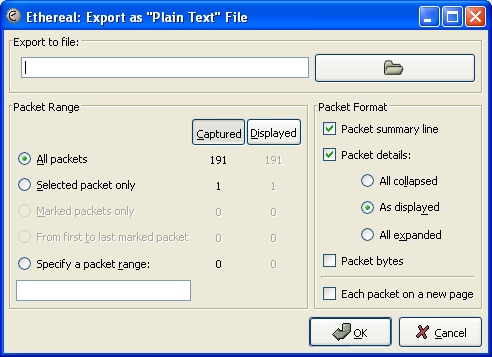 Ethereal: Export as "Plain Text" File
Export to file:
Packet Range
Captured Displayed
All packets 191 191
Selected packet only 1 1
Marked packets only 0 0
From first to last marked packet 0 0
Specify a packet range: 0 0
Packet Format
Packet summary line
Packet details:
All collapsed
As displayed
All expanded
Packet bytes
Each packet on a new page
OK Cancel